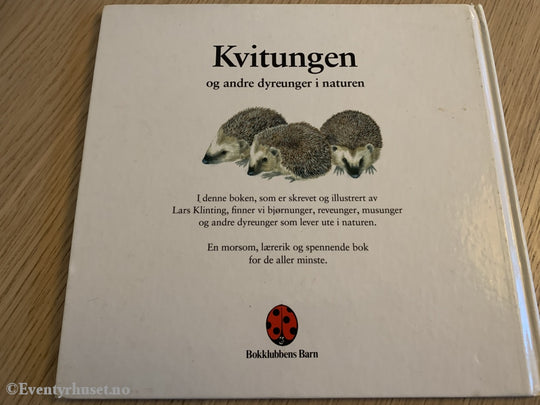 Kvitungen
og andre dyreunger i naturen
I denne boken, som er skrevet og illustrert av
Lars Klinting, finner vi bjørnunger, reveunger, musunger
og andre dyreunger som lever ute i naturen.
En morsom, lærerik og spennende bok
for de aller minste.
Bokklubbens Barn
©Eventyrhuset.no